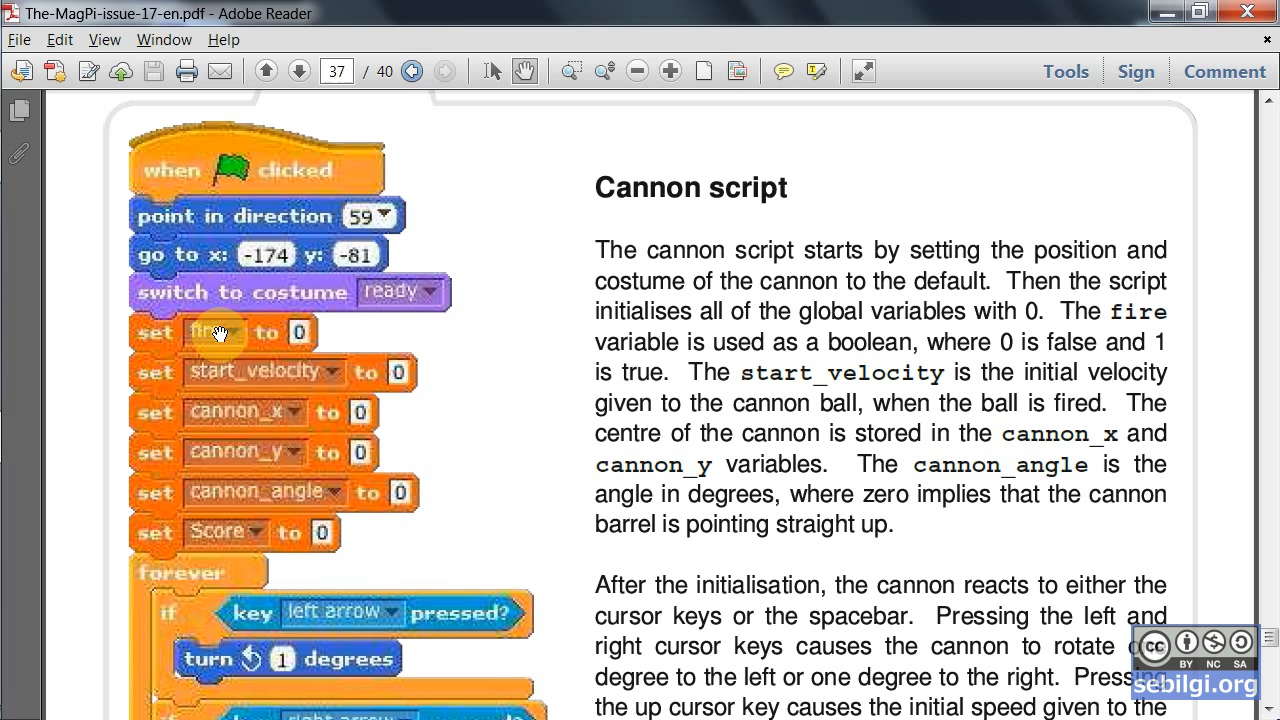 The-MagPi-issue-17-en.pdf - Adobe Reader
File Edit View Window Help
37 / 40 Tools Sign Comment
when clicked
point in direction 59
go to x: -174 y: -81
switch to costume ready
set to 0
set start_velocity to 0
set cannon_x to 0
set cannon_y to 0
set cannon_angle to 0
set Score to 0
forever
if key left arrow pressed?
turn 1 degrees
Cannon script
The cannon script starts by setting the position and
costume of the cannon to the default. Then the script
initialises all of the global variables with 0. The fire
variable is used as a boolean, where 0 is false and 1
is true. The start_velocity is the initial velocity
given to the cannon ball, when the ball is fired. The
centre of the cannon is stored in the cannon_x and
cannon_y variables. The cannon_angle is the
angle in degrees, where zero implies that the cannon
barrel is pointing straight up.
After the initialisation, the cannon reacts to either the
cursor keys or the spacebar. Pressing the left and
right cursor keys causes the cannon to rotate
degree to the left or one degree to the right.
the up cursor key causes the initial speed given to the
CC BY NC SA
sebilgi.org